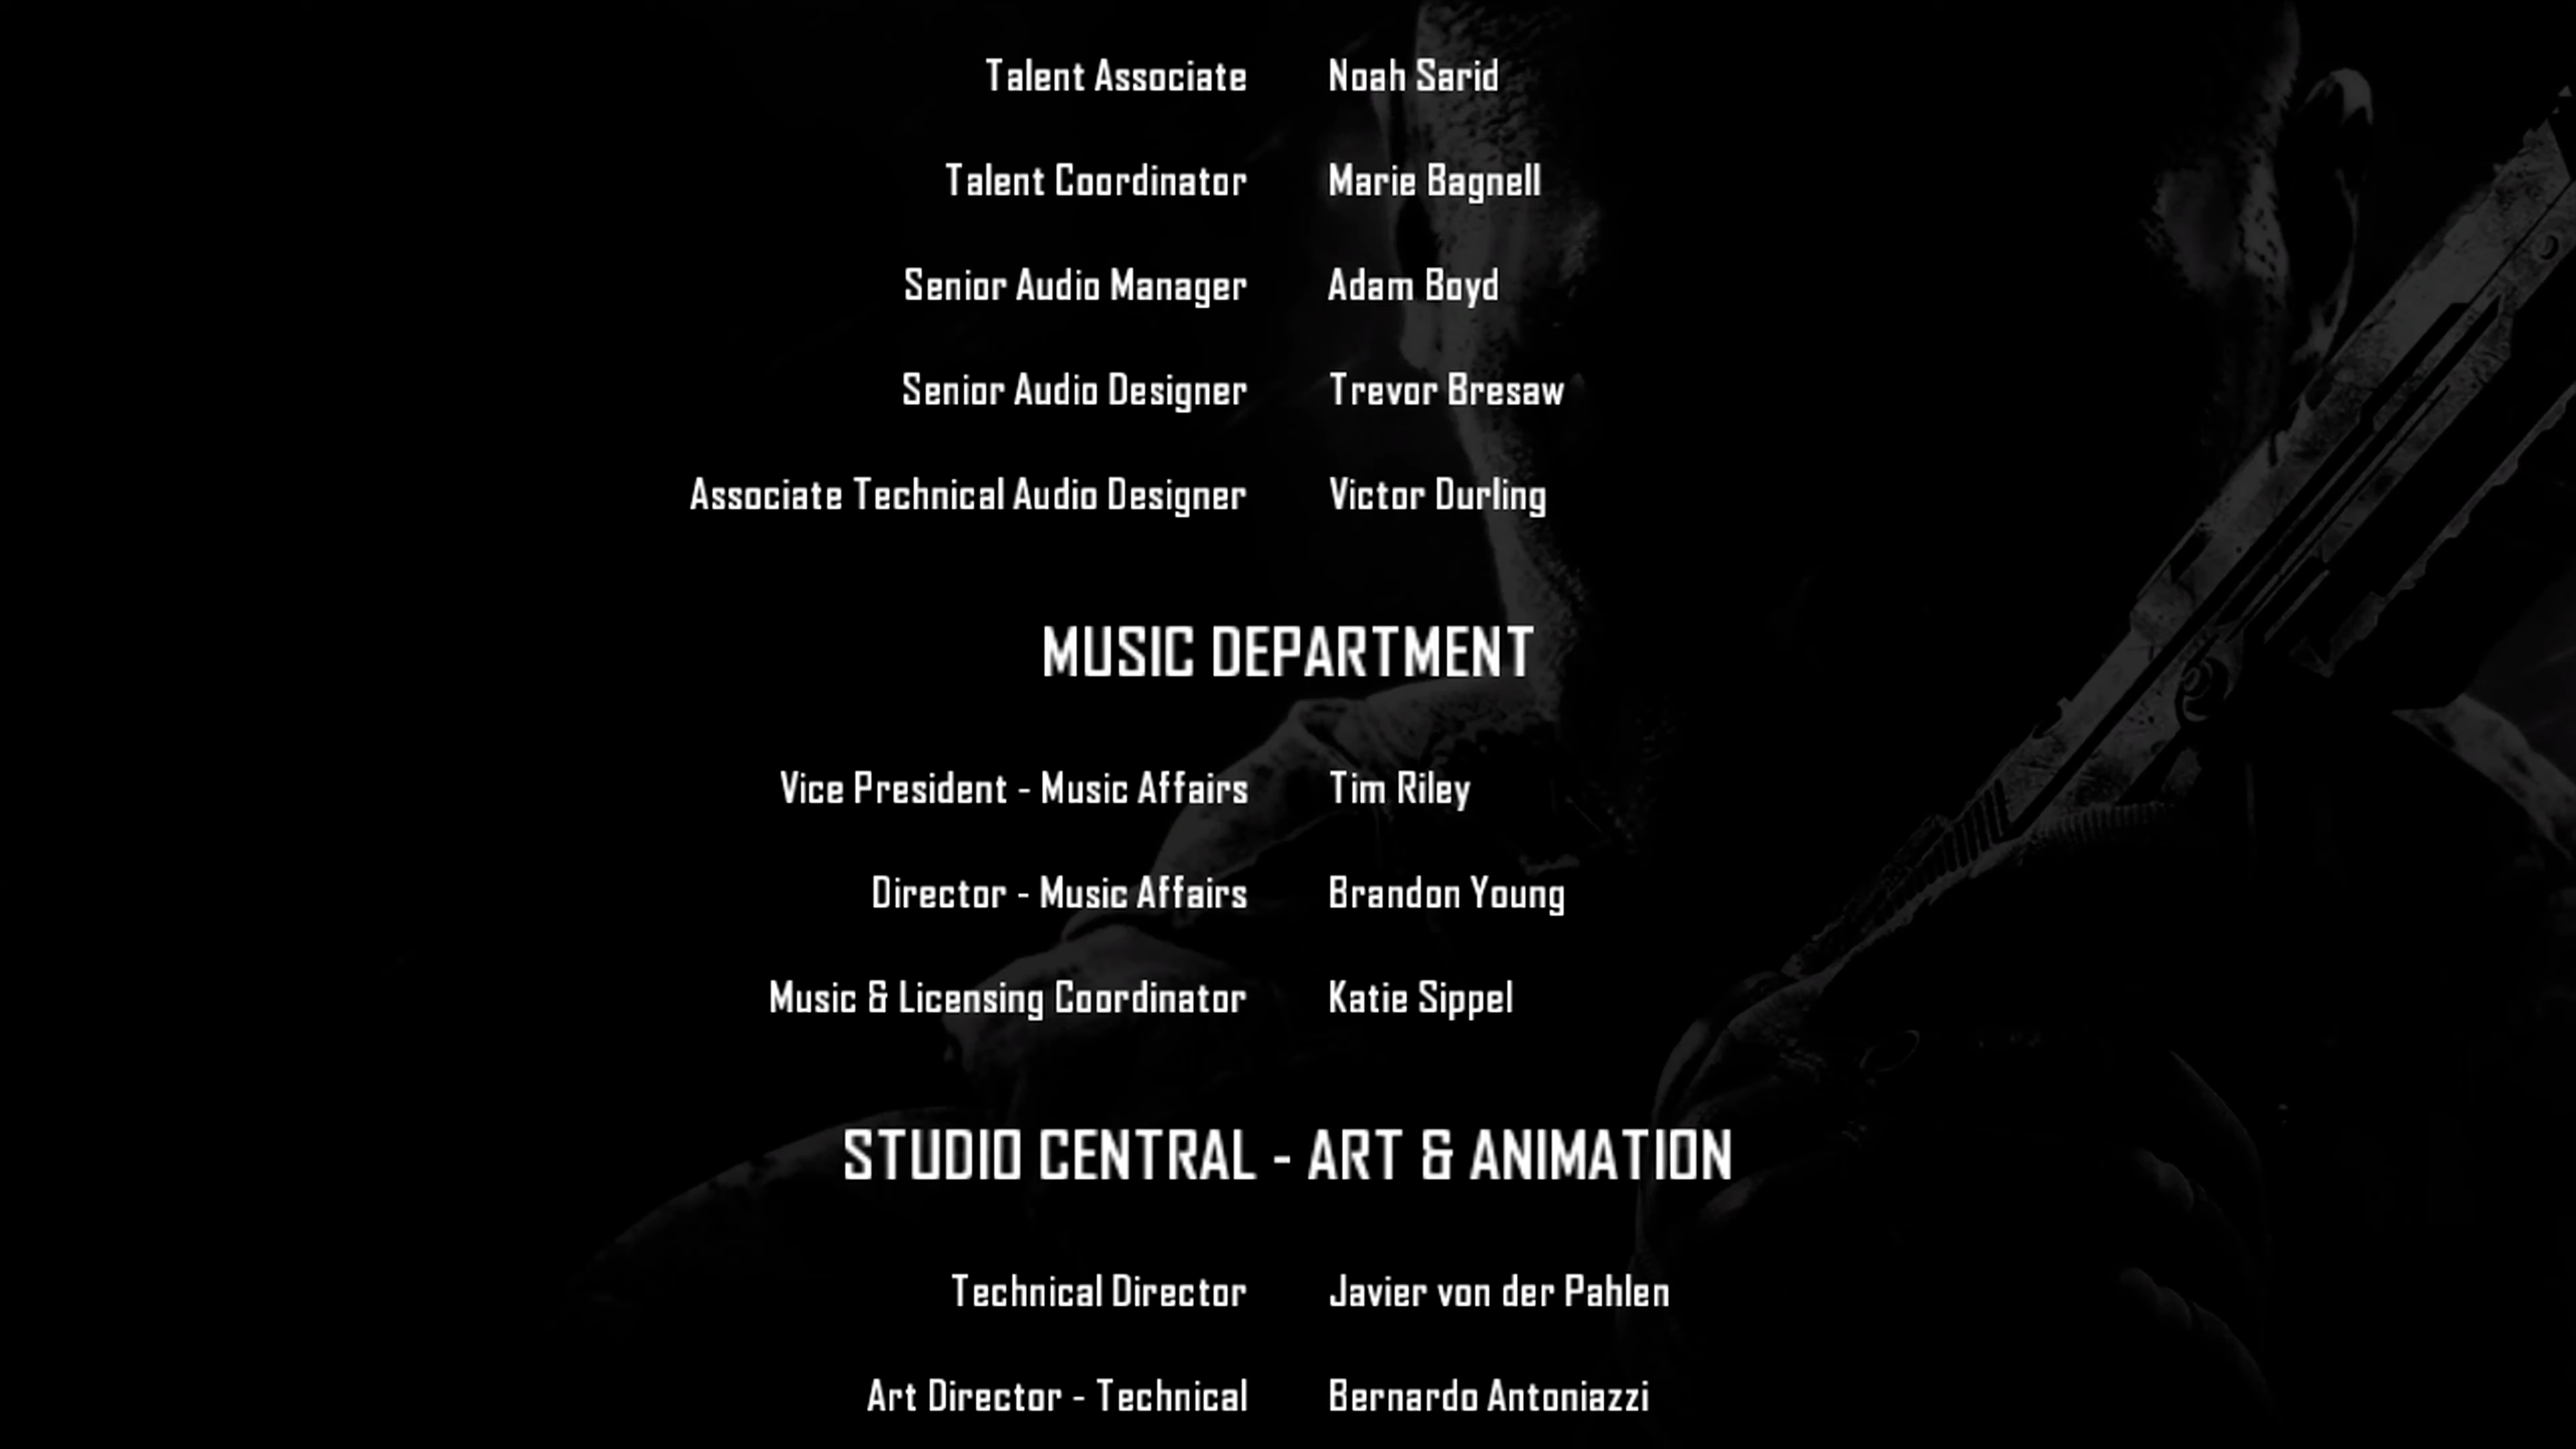 Talent Associate Noah Sarid
Talent Coordinator Marie Bagnell
Senior Audio Manager Adam Boyd
Senior Audio Designer Trevor Bresaw
Associate Technical Audio Designer Victor Durling
MUSIC DEPARTMENT
Vice President - Music Affairs Tim Riley
Director - Music Affairs Brandon Young
Music & Licensing Coordinator Katie Sippel
STUDIO CENTRAL - ART & ANIMATION
Technical Director Javier von der Pahlen
Art Director - Technical Bernardo Antoniazzi